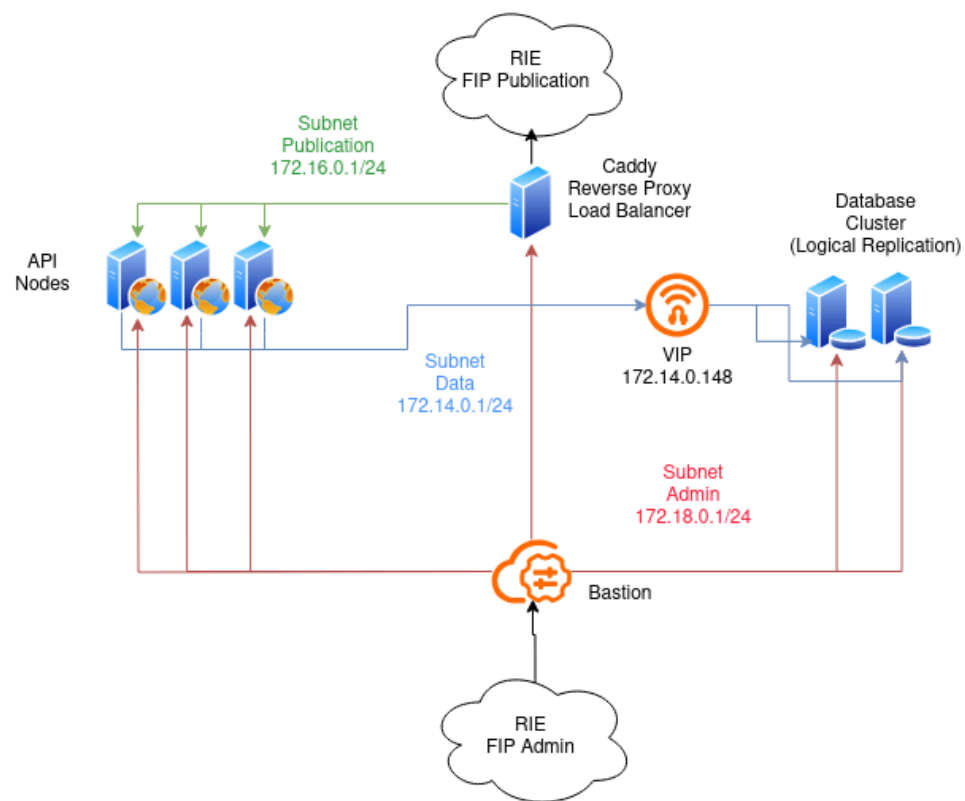 RIE
FIP Publication
Subnet
Publication
172.16.0.1/24
Caddy
Reverse Proxy
Load Balancer
Database
Cluster
(Logical Replication)
API
Nodes
VIP
172.14.0.148
Subnet
Data
172.14.0.1/24
Subnet
Admin
172.18.0.1/24
Bastion
RIE
FIP Admin